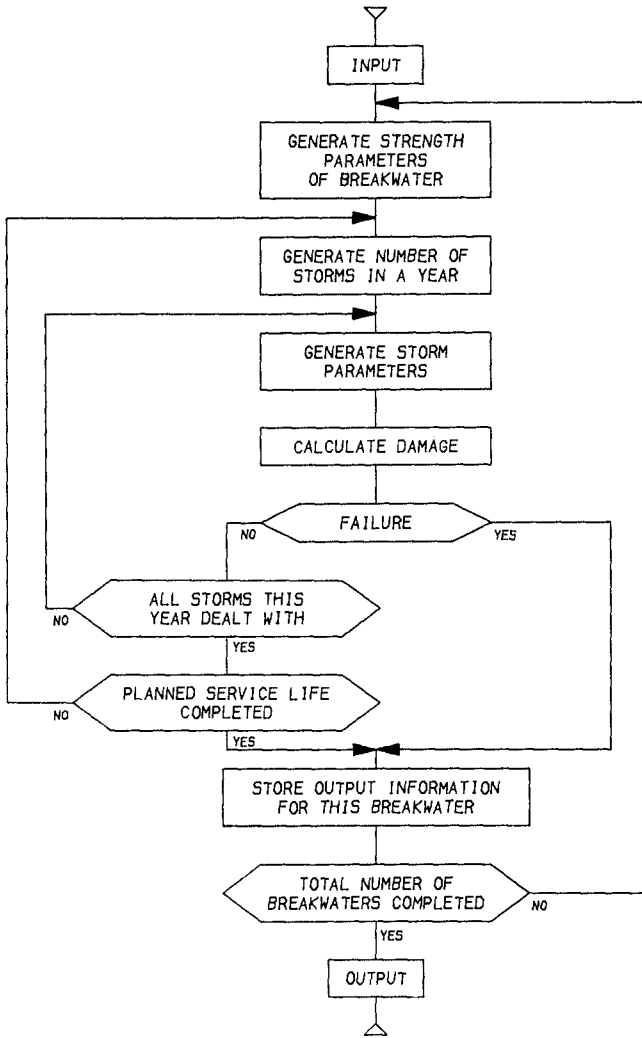 INPUT
GENERATE STRENGTH
PARAMETERS
OF BREAKWATER
GENERATE NUMBER OF
STORMS IN A YEAR
GENERATE STORM
PARAMETERS
CALCULATE DAMAGE
FAILURE
NO
YES
ALL STORMS THIS
YEAR DEALT WITH
NO
YES
PLANNED SERVICE LIFE
COMPLETED
NO
YES
STORE OUTPUT INFORMATION
FOR THIS BREAKWATER
TOTAL NUMBER OF
BREAKWATERS COMPLETED
NO
YES
OUTPUT